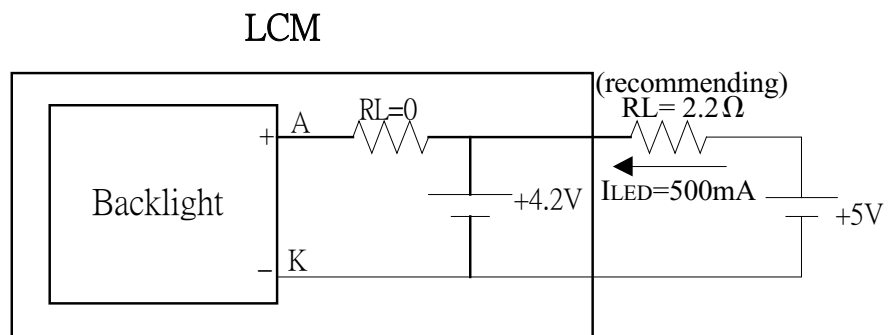 LCM
(recommending)
RL=0
RL= 2.2Ω
+ A
Backlight
+4.2V
ILED=500mA
+5V
− K